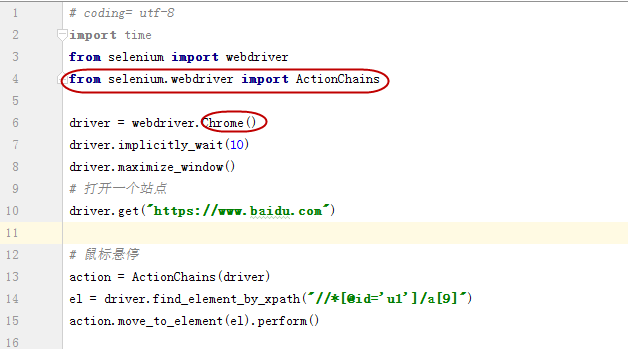 1 # coding= utf-8
2 import time
3 from selenium import webdriver
4 from selenium.webdriver import ActionChains
5
6 driver = webdriver.Chrome()
7 driver.implicitly_wait(10)
8 driver.maximize_window()
9 # 打开一个站点
10 driver.get("https://www.baidu.com")
11
12 # 鼠标悬停
13 action = ActionChains(driver)
14 el = driver.find_element_by_xpath("//*[@id='u1']/a[9]")
15 action.move_to_element(el).perform()
16